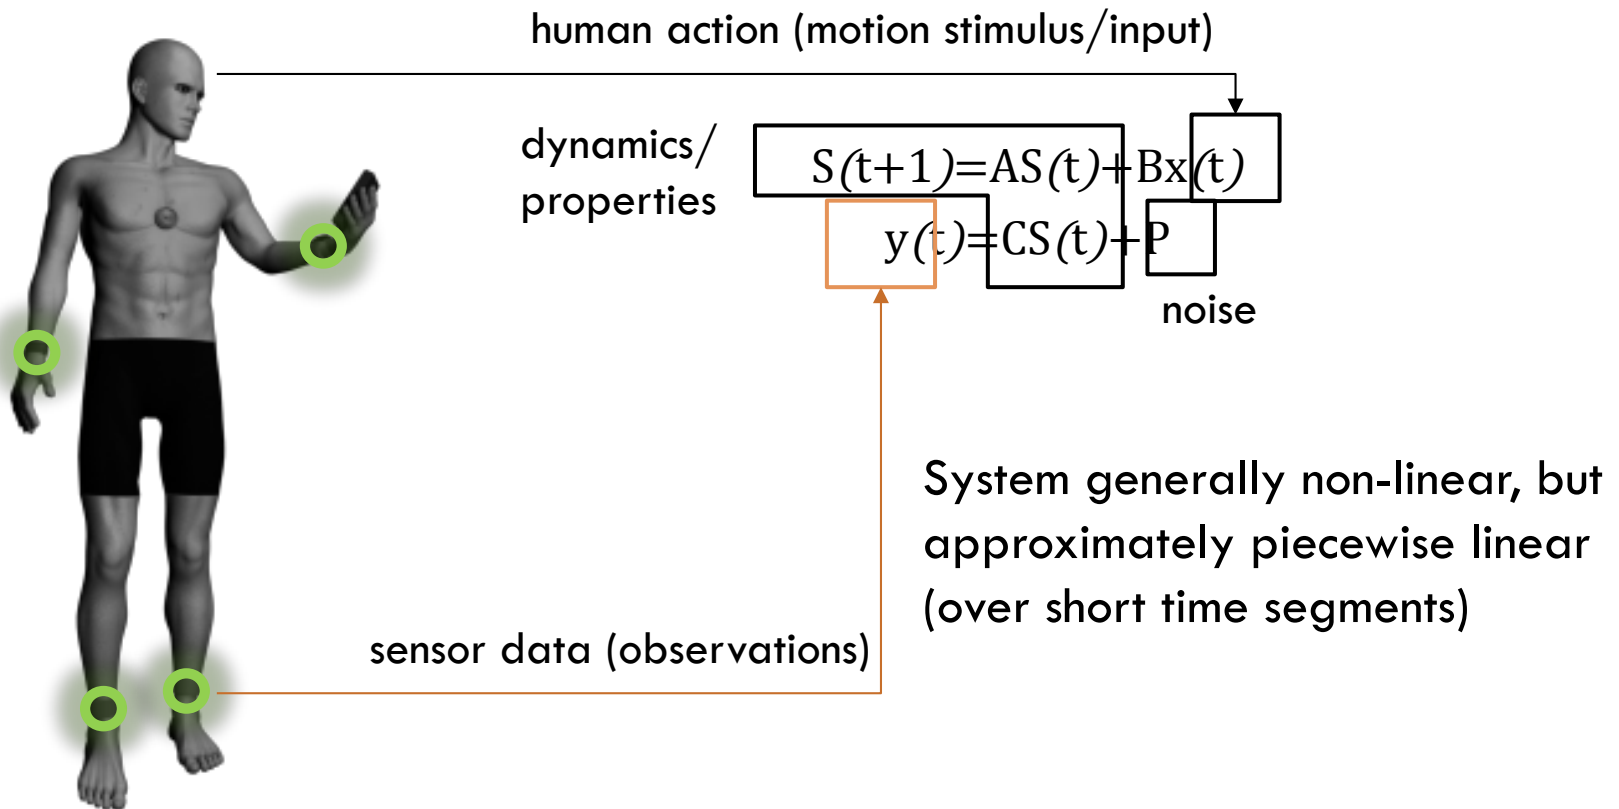 human action (motion stimulus/input)
dynamics/
properties
S(t+1)=AS(t)+Bx(t)
y(t)=CS(t)+P
noise
System generally non-linear, but
approximately piecewise linear
(over short time segments)
sensor data (observations)